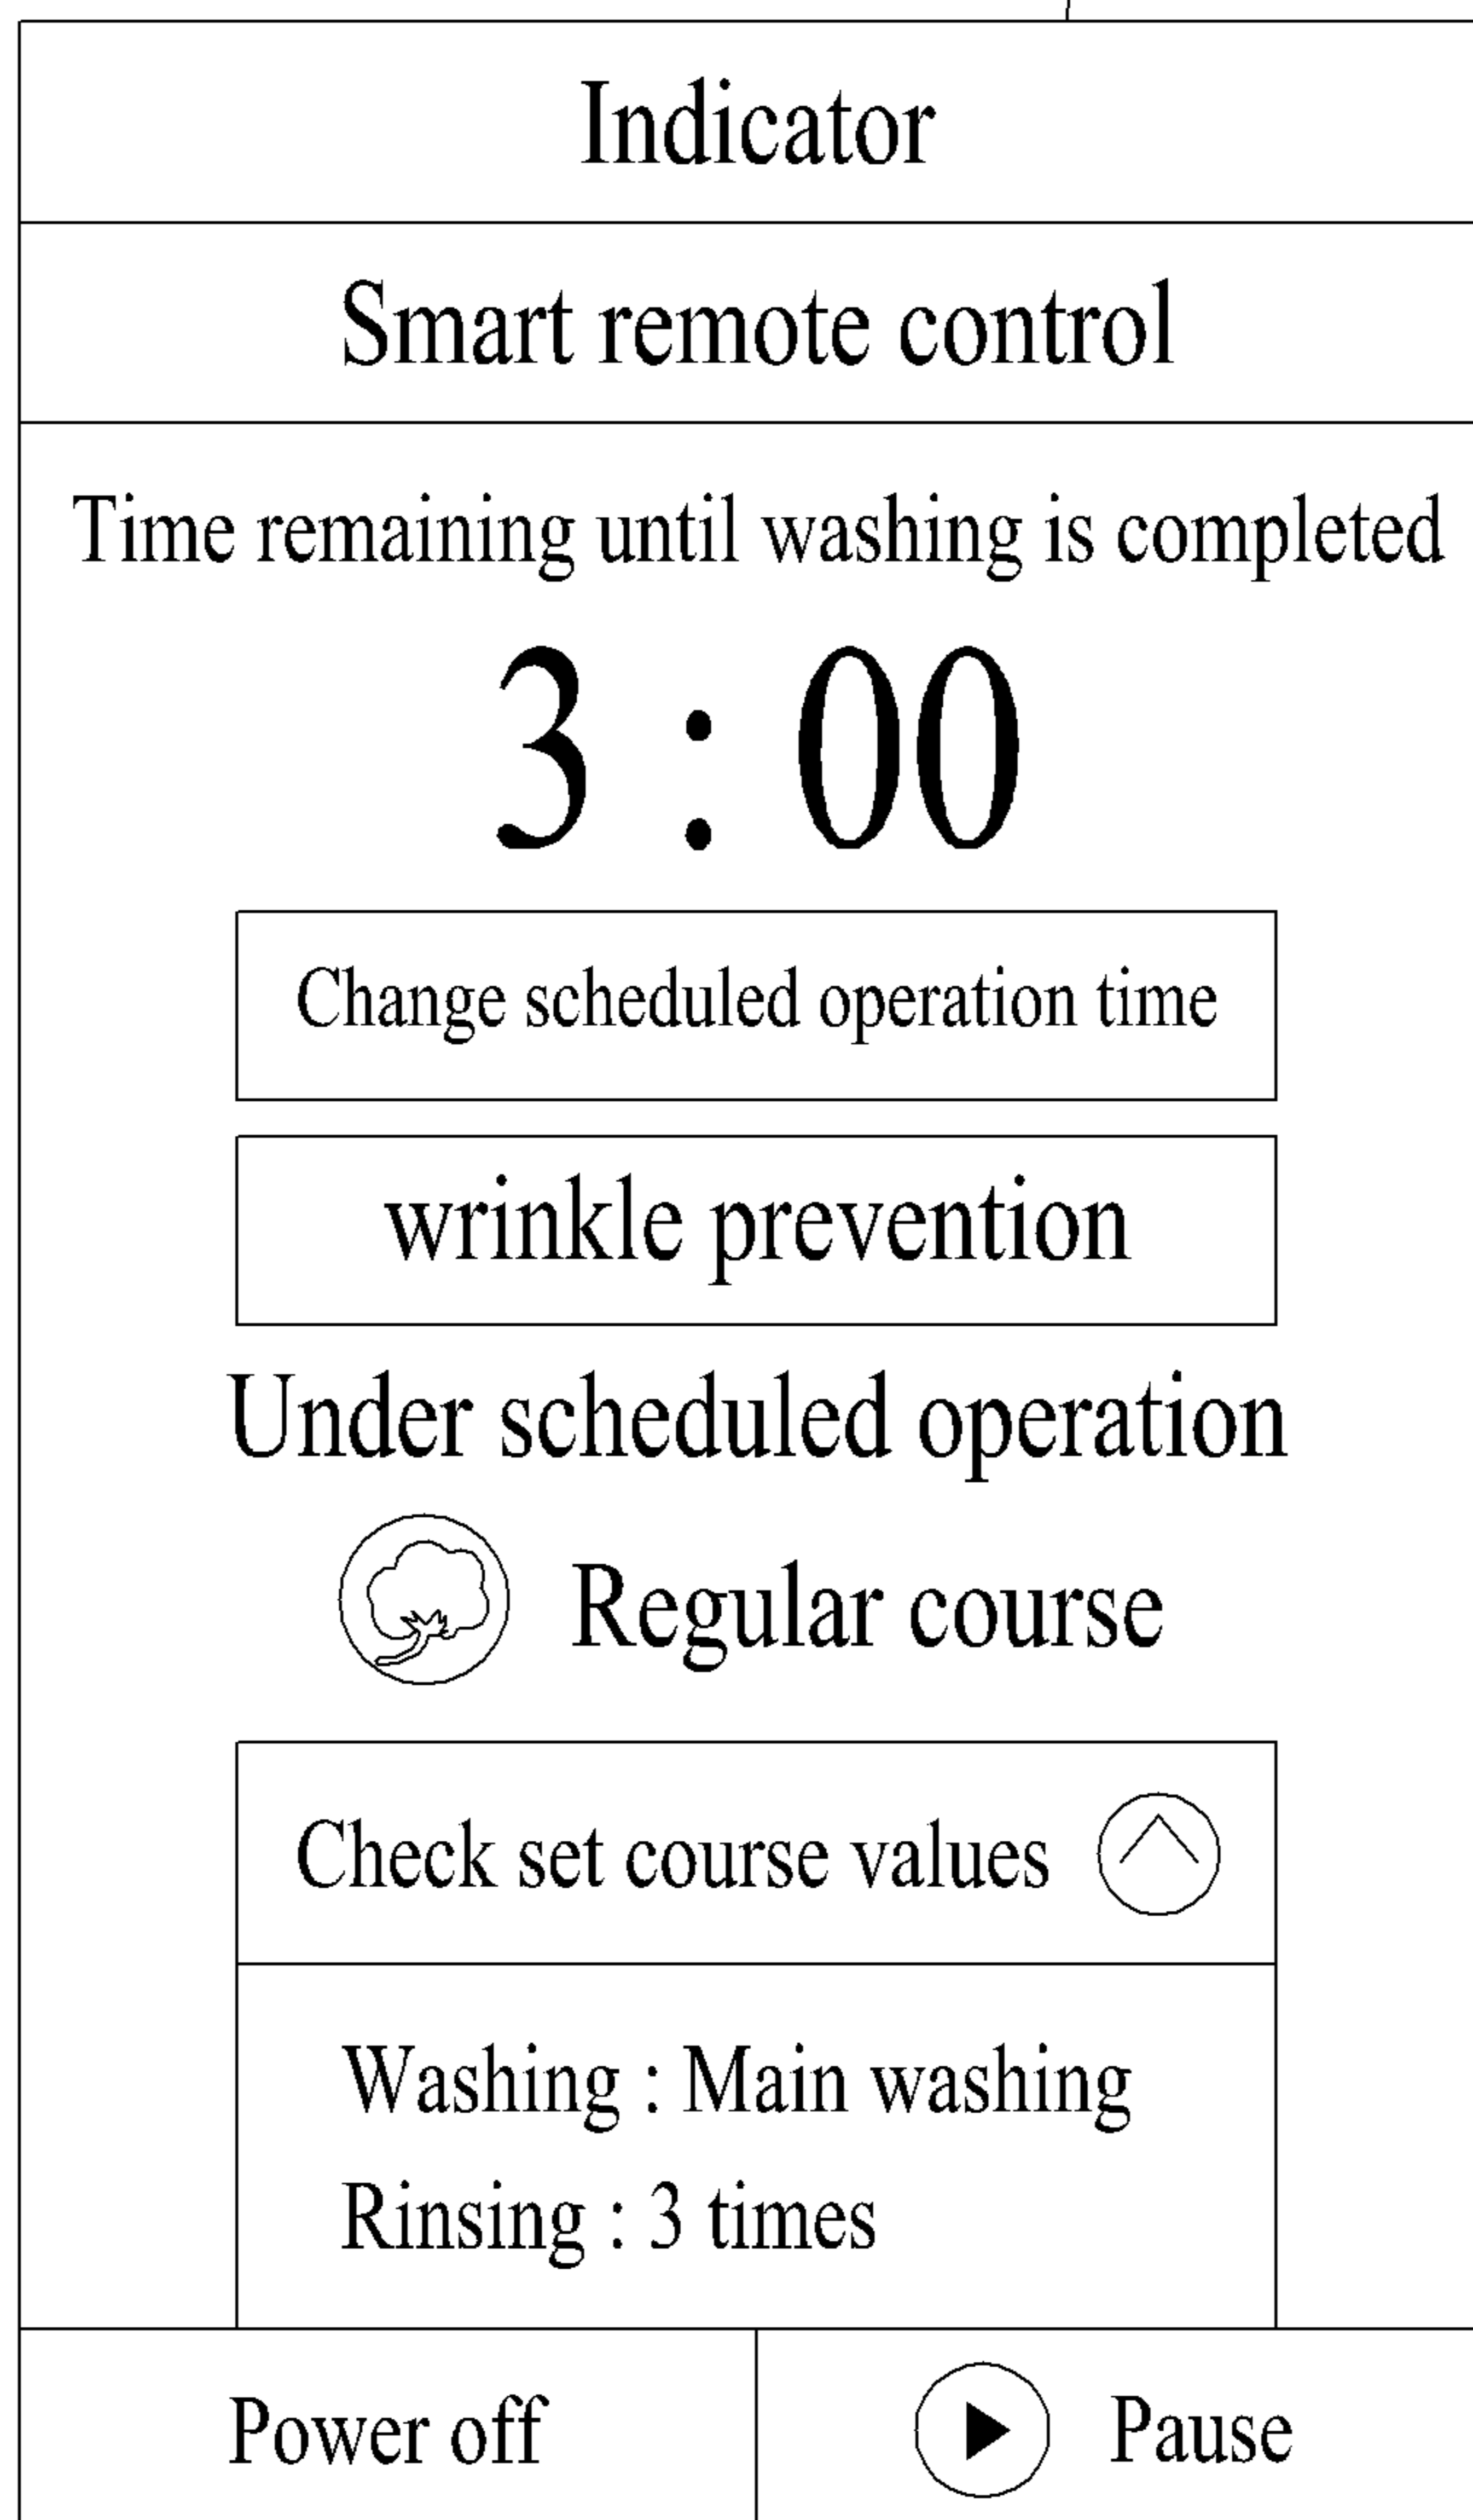 Indicator
Smart remote control
Time remaining until washing is completed
3 : 00
Change scheduled operation time
wrinkle prevention
Under scheduled operation
Regular course
Check set course values
Washing : Main washing
Rinsing : 3 times
Power off
Pause